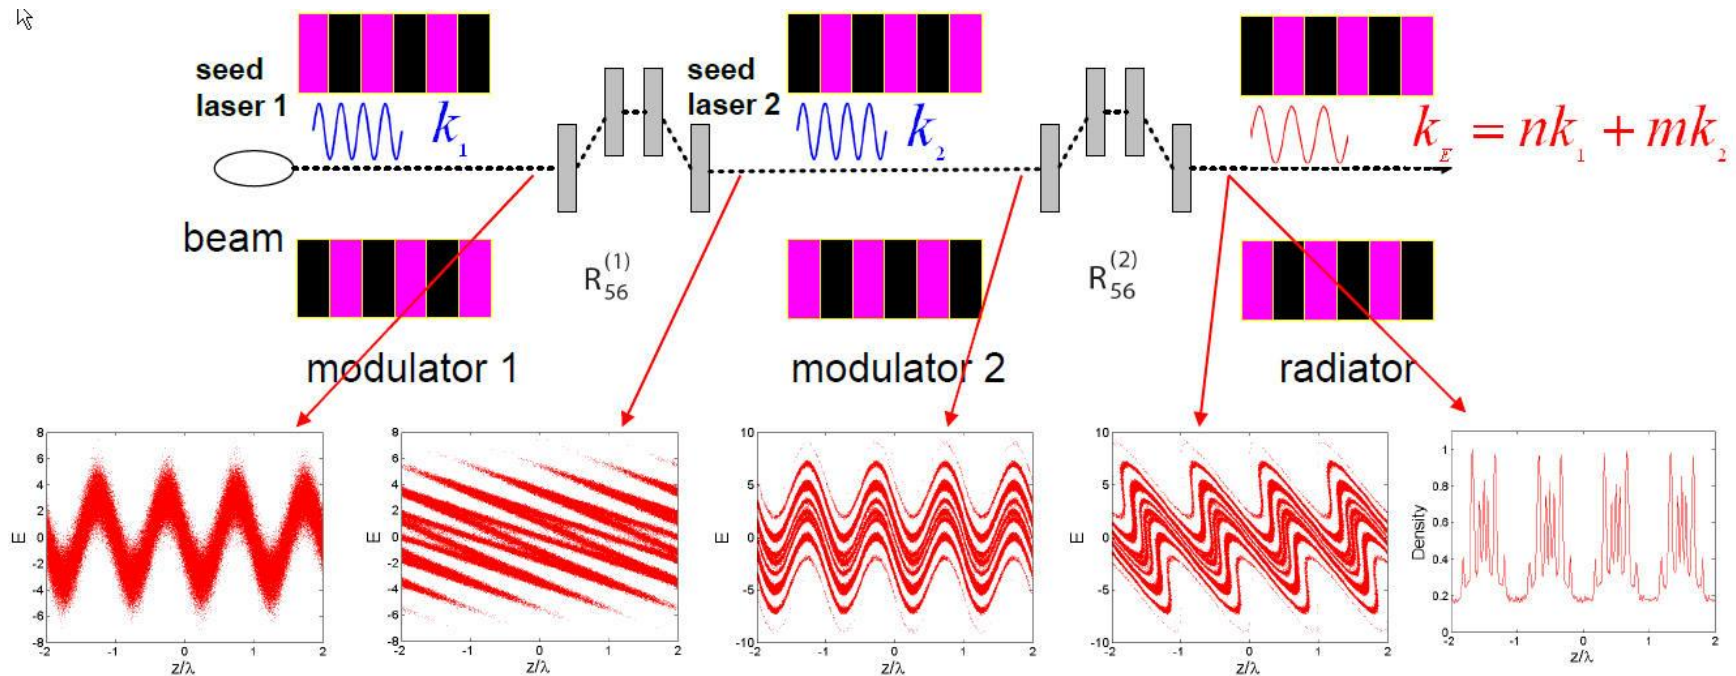 seed
laser 1
k₁
seed
laser 2
k₂
k_E = nk₁ + mk₂
beam
R₅₆⁽¹⁾
R₅₆⁽²⁾
modulator 1
modulator 2
radiator
8
6
4
2
0
-2
-4
-6
-8
E
-2
-1
0
1
2
z/λ
8
6
4
2
0
-2
-4
-6
-8
E
-2
-1
0
1
2
z/λ
10
5
0
-5
-10
E
-2
-1
0
1
2
z/λ
10
5
0
-5
-10
E
-2
-1
0
1
2
z/λ
1
0.8
0.6
0.4
0.2
0
Density
-2
-1
0
1
2
z/λ